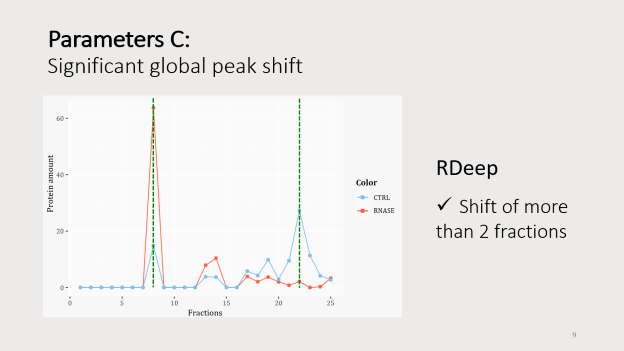 Parameters C:
Significant global peak shift
Protein amount
60
40
20
0
0 5 10 15 20 25
Fractions
Color
CTRL
RNASE
RDeep
✓ Shift of more
than 2 fractions
9